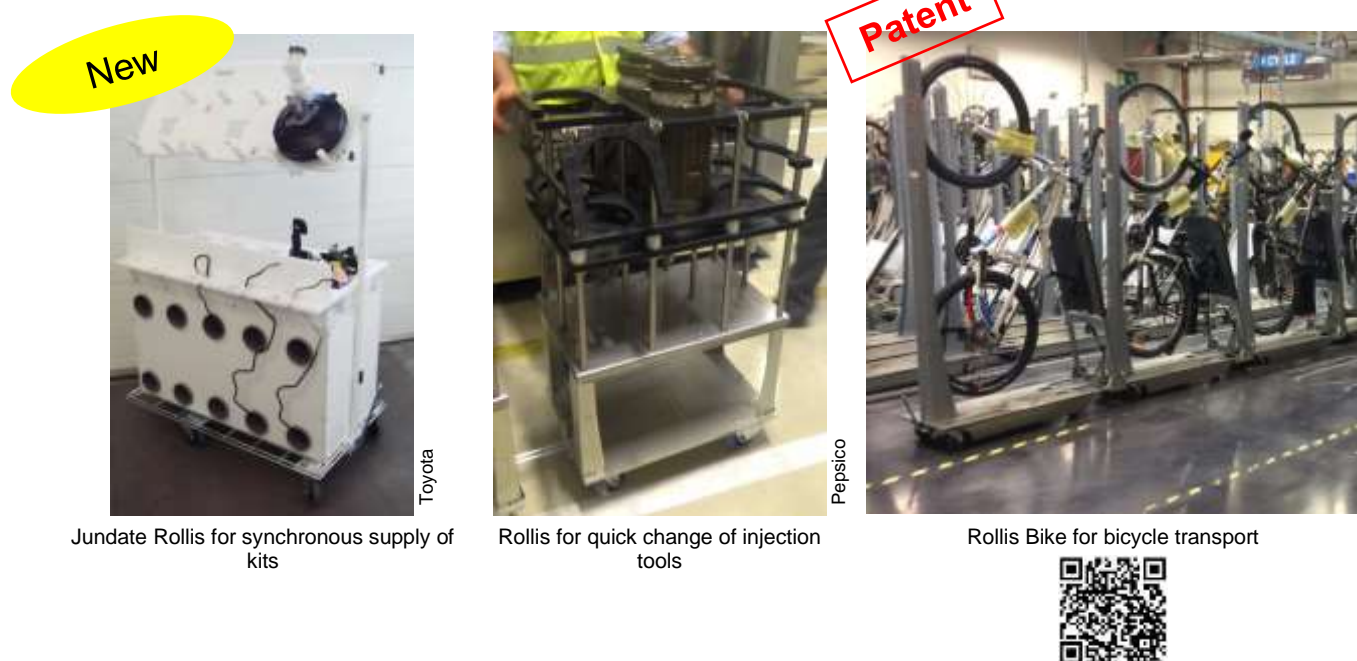 New
Patent
Toyota
Pepsico
Jundate Rollis for synchronous supply of
kits
Rollis for quick change of injection
tools
Rollis Bike for bicycle transport